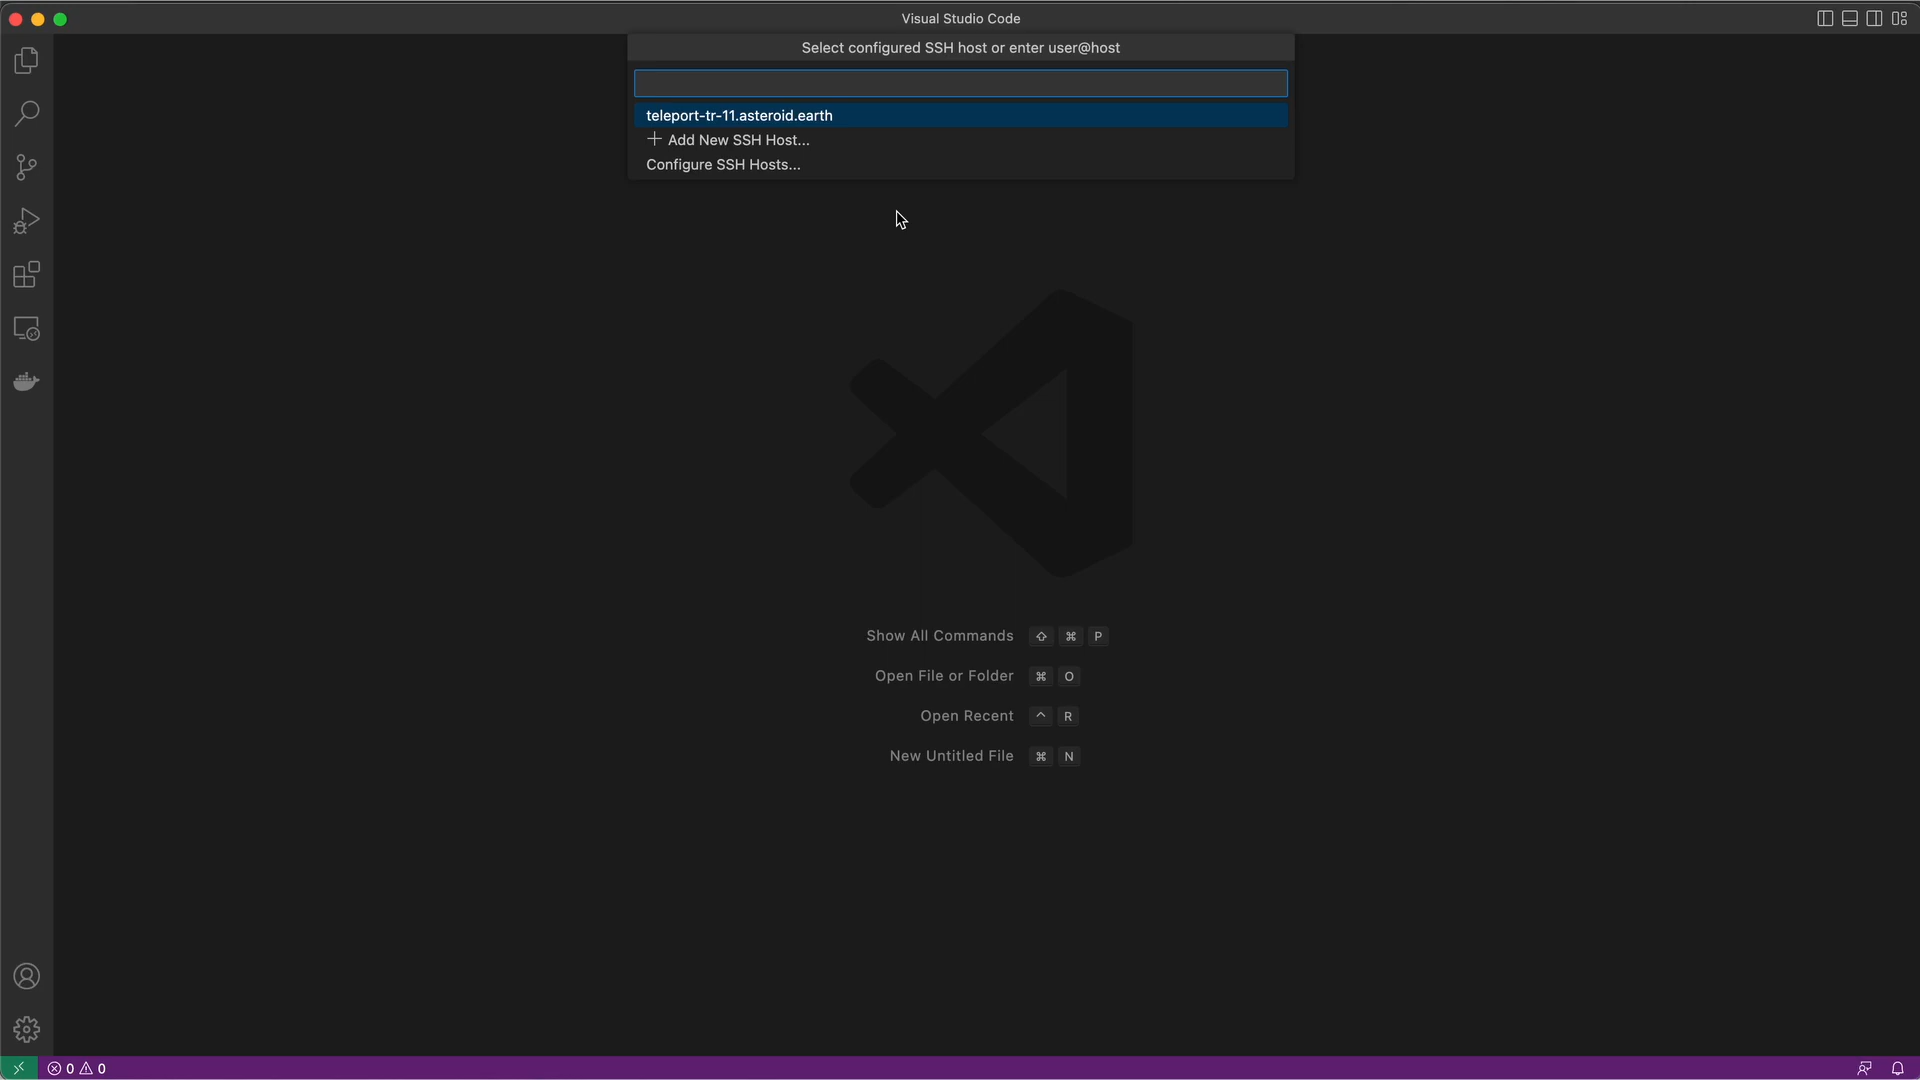 Visual Studio Code
Select configured SSH host or enter user@host
teleport-tr-11.asteroid.earth
+ Add New SSH Host...
Configure SSH Hosts...
Show All Commands ⇧ ⌘ P
Open File or Folder ⌘ O
Open Recent ^ R
New Untitled File ⌘ N
0 0